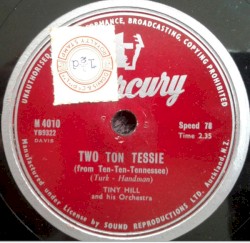 UNAUTHORISED PUBLIC PERFORMANCE, BROADCASTING, COPYING PROHIBITED
Mercury
M 4010
YB9322
Speed 78
Time 2.35
TWO TON TESSIE
(from Ten-Ten-Tennessee)
(Turk - Handman)
TINY HILL
and his Orchestra
Manufactured under licence by SOUND REPRODUCTIONS LTD. AUCKLAND, N.Z.